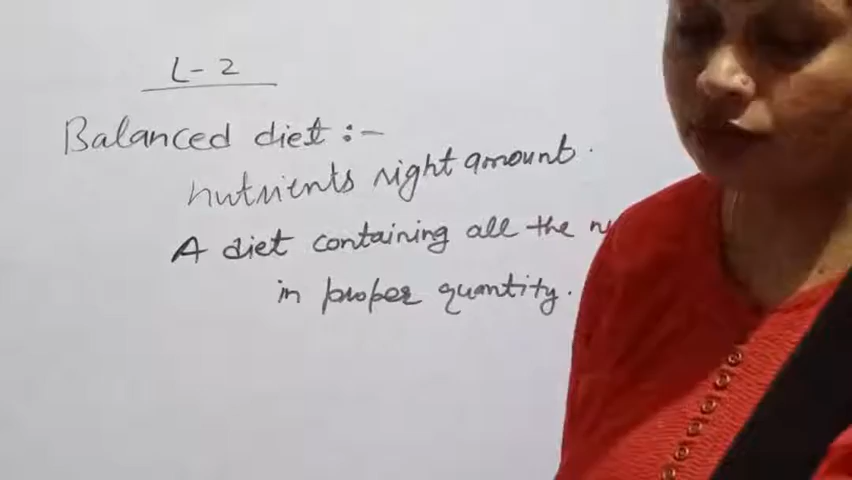 L-2
Balanced diet :-
nutrients right amount.
A diet containing all the
in proper quantity.